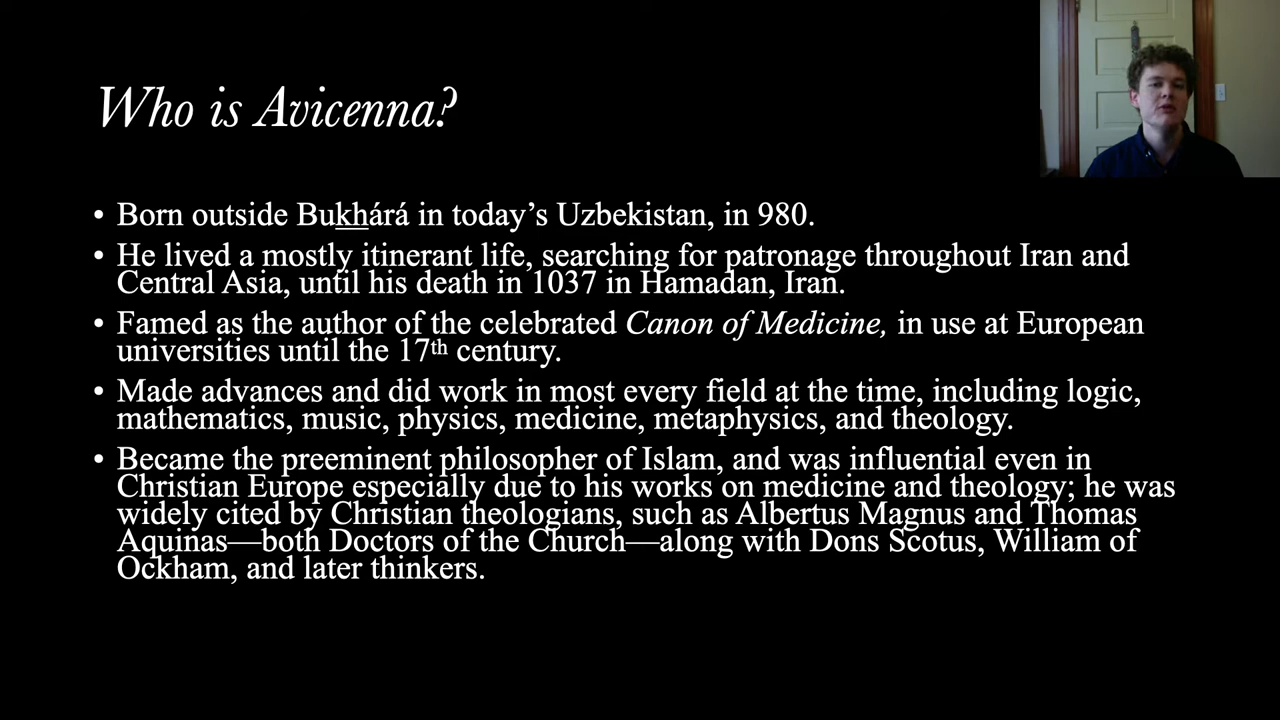 Who is Avicenna?
• Born outside Bukhárá in today’s Uzbekistan, in 980.
• He lived a mostly itinerant life, searching for patronage throughout Iran and
Central Asia, until his death in 1037 in Hamadan, Iran.
• Famed as the author of the celebrated Canon of Medicine, in use at European
universities until the 17th century.
• Made advances and did work in most every field at the time, including logic,
mathematics, music, physics, medicine, metaphysics, and theology.
• Became the preeminent philosopher of Islam, and was influential even in
Christian Europe especially due to his works on medicine and theology; he was
widely cited by Christian theologians, such as Albertus Magnus and Thomas
Aquinas—both Doctors of the Church—along with Dons Scotus, William of
Ockham, and later thinkers.